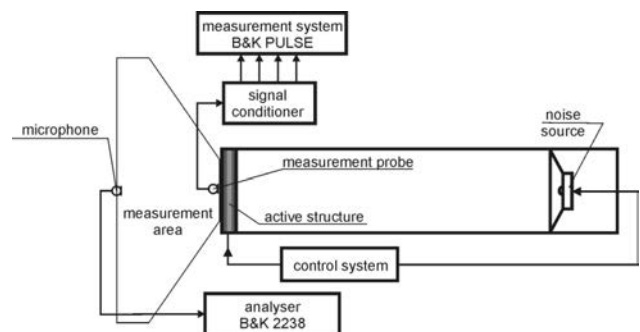 measurement system
B&K PULSE
signal
conditioner
noise
source
microphone
measurement probe
measurement
area
active structure
control system
analyser
B&K 2238